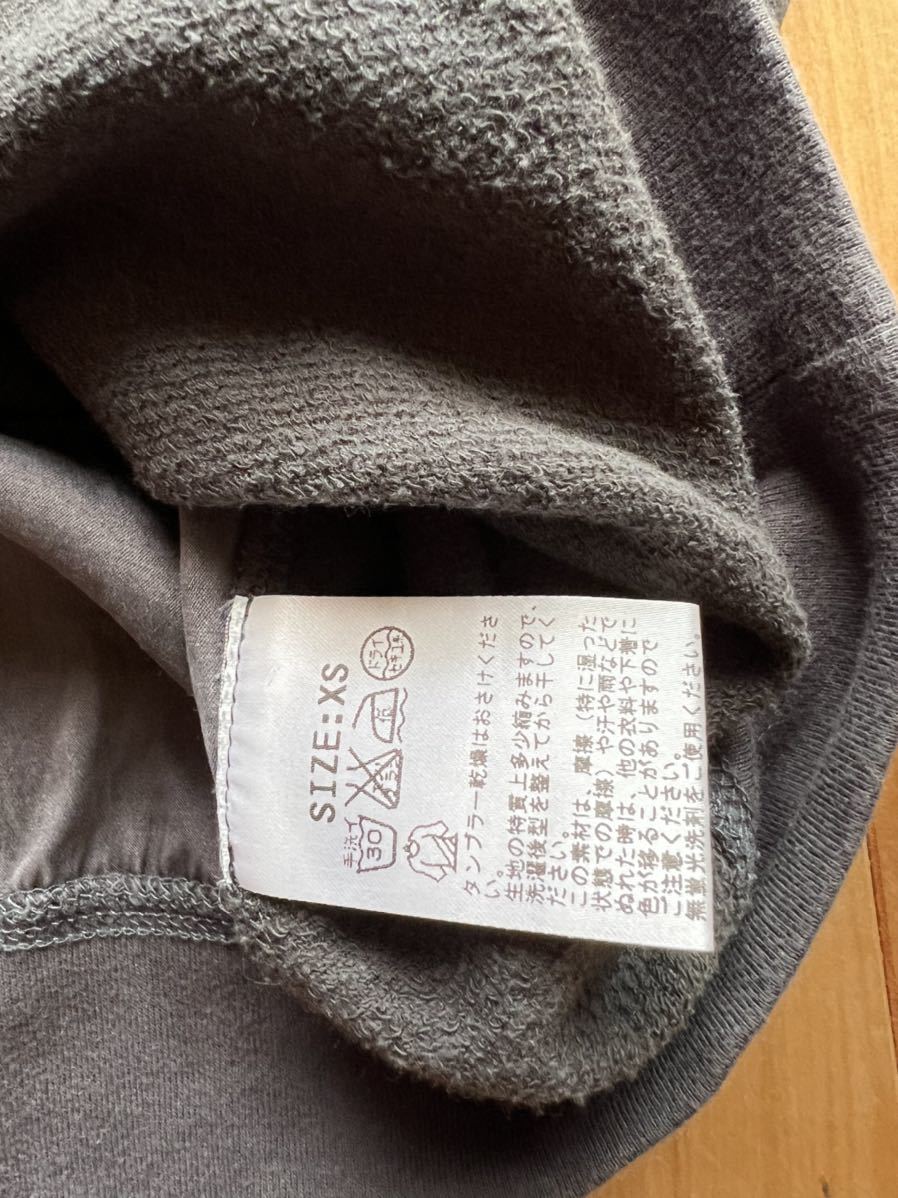 SIZE:XS
手洗イ
30
中
ドライ
セキユ系
タンブラー乾燥はおさけくださ
い。
生地の特質上多少縮みますので、
洗濯後型を整えてから干してく
ださい。
この素材は、摩擦（特に湿った
状態での摩擦）や汗や雨などで
ぬれた時は、他の衣料や下着に
色が移ることがありますので
ご注意ください。
無蛍光洗剤をご使用ください。